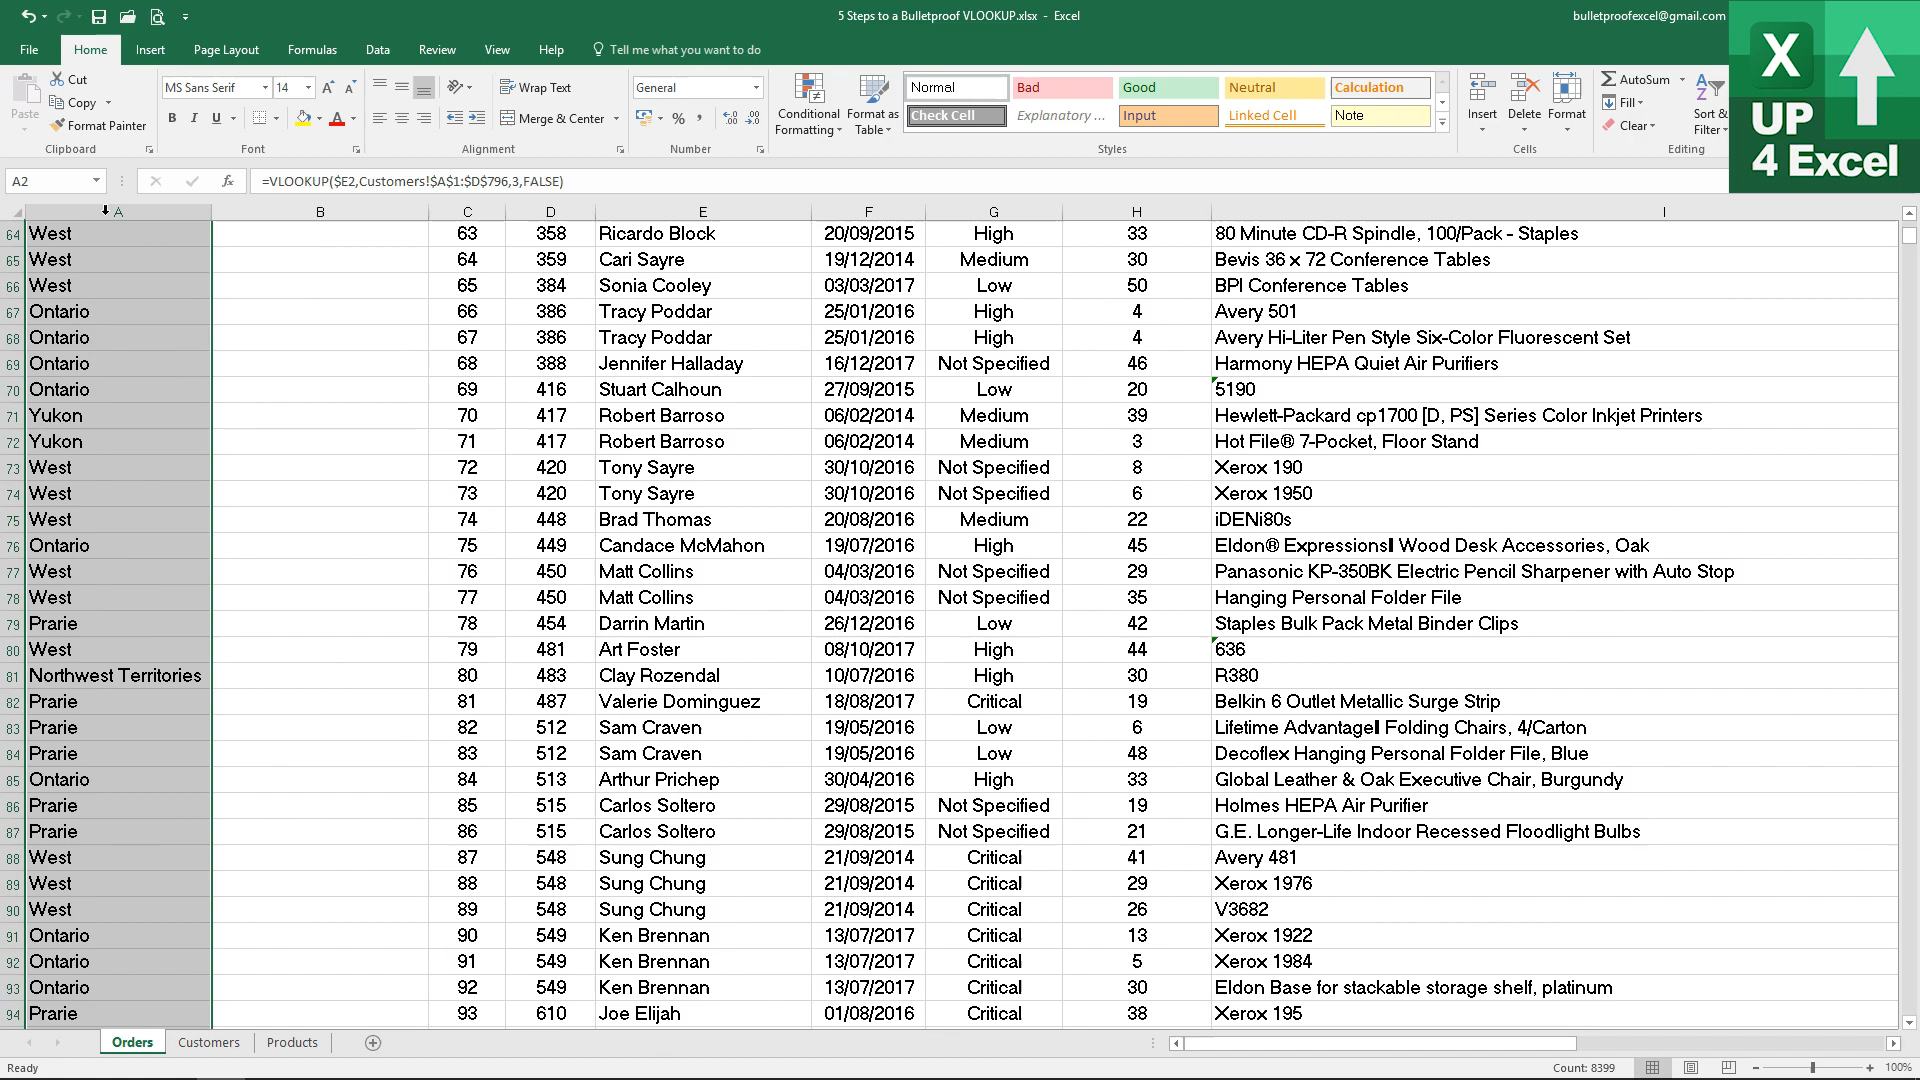 5 Steps to a Bulletproof VLOOKUP.xlsx - Excel
bulletproofexcel@gmail.com
X
UP
4 Excel
File Home Insert Page Layout Formulas Data Review View Help Tell me what you want to do
Paste
Cut
Copy
Format Painter
Clipboard
MS Sans Serif 14 A A
B I U A
Font
Wrap Text
Merge & Center
Alignment
General
% , .00
Number
Conditional Formatting
Format as Table
Normal Bad Good Neutral Calculation
Check Cell Explanatory ... Input Linked Cell Note
Styles
Insert Delete Format
Cells
AutoSum
Fill
Clear
Sort & Filter
Editing
A2 fx =VLOOKUP($E2,Customers!$A$1:$D$796,3,FALSE)
A B C D E F G H I
64 West 63 358 Ricardo Block 20/09/2015 High 33 80 Minute CD-R Spindle, 100/Pack - Staples
65 West 64 359 Cari Sayre 19/12/2014 Medium 30 Bevis 36 x 72 Conference Tables
66 West 65 384 Sonia Cooley 03/03/2017 Low 50 BPI Conference Tables
67 Ontario 66 386 Tracy Poddar 25/01/2016 High 4 Avery 501
68 Ontario 67 386 Tracy Poddar 25/01/2016 High 4 Avery Hi-Liter Pen Style Six-Color Fluorescent Set
69 Ontario 68 388 Jennifer Halladay 16/12/2017 Not Specified 46 Harmony HEPA Quiet Air Purifiers
70 Ontario 69 416 Stuart Calhoun 27/09/2015 Low 20 5190
71 Yukon 70 417 Robert Barroso 06/02/2014 Medium 39 Hewlett-Packard cp1700 [D, PS] Series Color Inkjet Printers
72 Yukon 71 417 Robert Barroso 06/02/2014 Medium 3 Hot File® 7-Pocket, Floor Stand
73 West 72 420 Tony Sayre 30/10/2016 Not Specified 8 Xerox 190
74 West 73 420 Tony Sayre 30/10/2016 Not Specified 6 Xerox 1950
75 West 74 448 Brad Thomas 20/08/2016 Medium 22 iDENi80s
76 Ontario 75 449 Candace McMahon 19/07/2016 High 45 Eldon® Expressions Wood Desk Accessories, Oak
77 West 76 450 Matt Collins 04/03/2016 Not Specified 29 Panasonic KP-350BK Electric Pencil Sharpener with Auto Stop
78 West 77 450 Matt Collins 04/03/2016 Not Specified 35 Hanging Personal Folder File
79 Prarie 78 454 Darrin Martin 26/12/2016 Low 42 Staples Bulk Pack Metal Binder Clips
80 West 79 481 Art Foster 08/10/2017 High 44 636
81 Northwest Territories 80 483 Clay Rozendal 10/07/2016 High 30 R380
82 Prarie 81 487 Valerie Dominguez 18/08/2017 Critical 19 Belkin 6 Outlet Metallic Surge Strip
83 Prarie 82 512 Sam Craven 19/05/2016 Low 6 Lifetime Advantage Folding Chairs, 4/Carton
84 Prarie 83 512 Sam Craven 19/05/2016 Low 48 Decoflex Hanging Personal Folder File, Blue
85 Ontario 84 513 Arthur Prichep 30/04/2016 High 33 Global Leather & Oak Executive Chair, Burgundy
86 Prarie 85 515 Carlos Soltero 29/08/2015 Not Specified 19 Holmes HEPA Air Purifier
87 Prarie 86 515 Carlos Soltero 29/08/2015 Not Specified 21 G.E. Longer-Life Indoor Recessed Floodlight Bulbs
88 West 87 548 Sung Chung 21/09/2014 Critical 41 Avery 481
89 West 88 548 Sung Chung 21/09/2014 Critical 29 Xerox 1976
90 West 89 548 Sung Chung 21/09/2014 Critical 26 V3682
91 Ontario 90 549 Ken Brennan 13/07/2017 Critical 13 Xerox 1922
92 Ontario 91 549 Ken Brennan 13/07/2017 Critical 5 Xerox 1984
93 Ontario 92 549 Ken Brennan 13/07/2017 Critical 30 Eldon Base for stackable storage shelf, platinum
94 Prarie 93 610 Joe Elijah 01/08/2016 Critical 38 Xerox 195
Orders Customers Products
Ready Count: 8399 100%